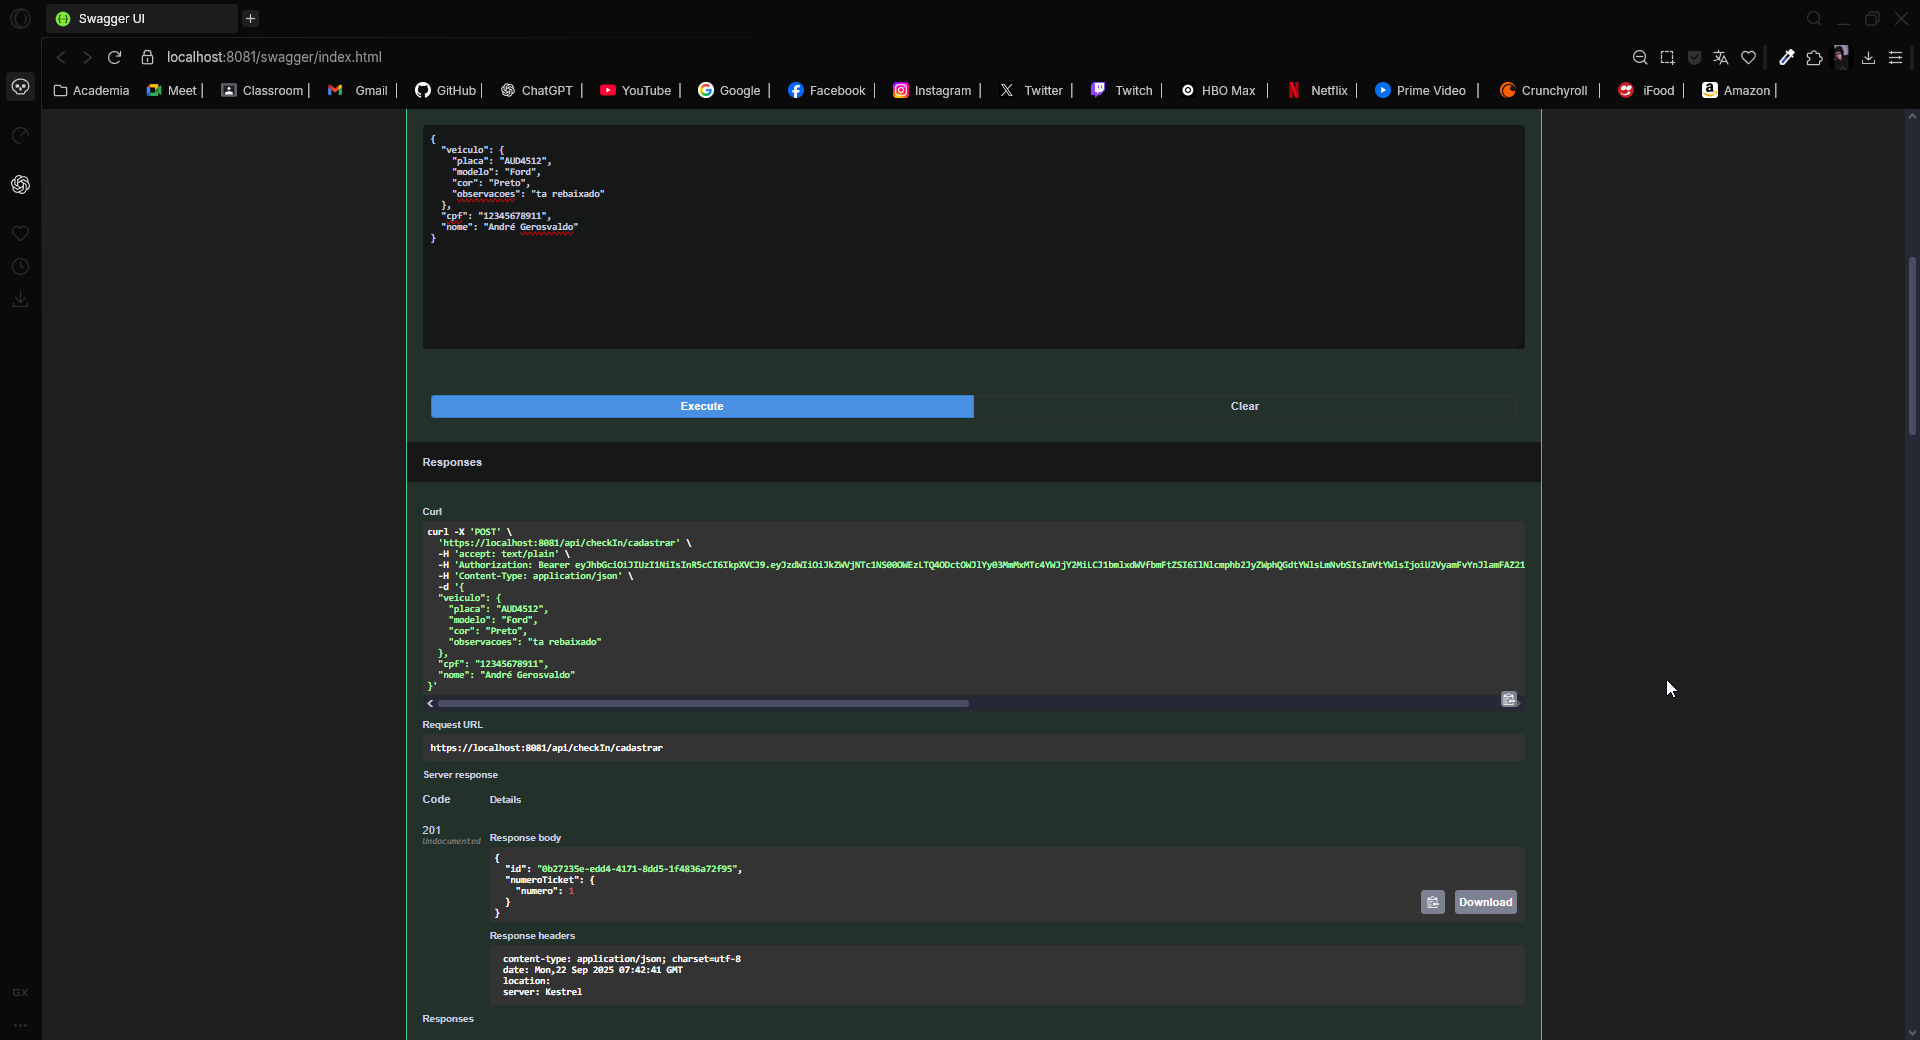 Swagger UI
localhost:8081/swagger/index.html
Academia Meet | Classroom | Gmail | GitHub | ChatGPT | YouTube | Google | Facebook | Instagram | Twitter | Twitch | HBO Max | Netflix | Prime Video | Crunchyroll | iFood | Amazon |
{
"veiculo": {
"placa": "AUD4512",
"modelo": "Ford",
"cor": "Preto",
"observacoes": "ta rebaixado"
},
"cpf": "12345678911",
"nome": "André Gerosvaldo"
}
Execute Clear
Responses
Curl
curl -X 'POST' \
'https://localhost:8081/api/checkIn/cadastrar' \
-H 'accept: text/plain' \
-H 'Authorization: Bearer
-H 'Content-Type: application/json' \
-d '{
"veiculo": {
"placa": "AUD4512",
"modelo": "Ford",
"cor": "Preto",
"observacoes": "ta rebaixado"
},
"cpf": "12345678911",
"nome": "André Gerosvaldo"
}'
Request URL
https://localhost:8081/api/checkIn/cadastrar
Server response
Code Details
201
Undocumented
Response body
{
"id": "0b27235e-edd4-4171-8dd5-1f4836a72f95",
"numeroTicket": {
"numero": 1
}
}
Download
Response headers
content-type: application/json; charset=utf-8
date: Mon,22 Sep 2025 07:42:41 GMT
location:
server: Kestrel
Responses
GX